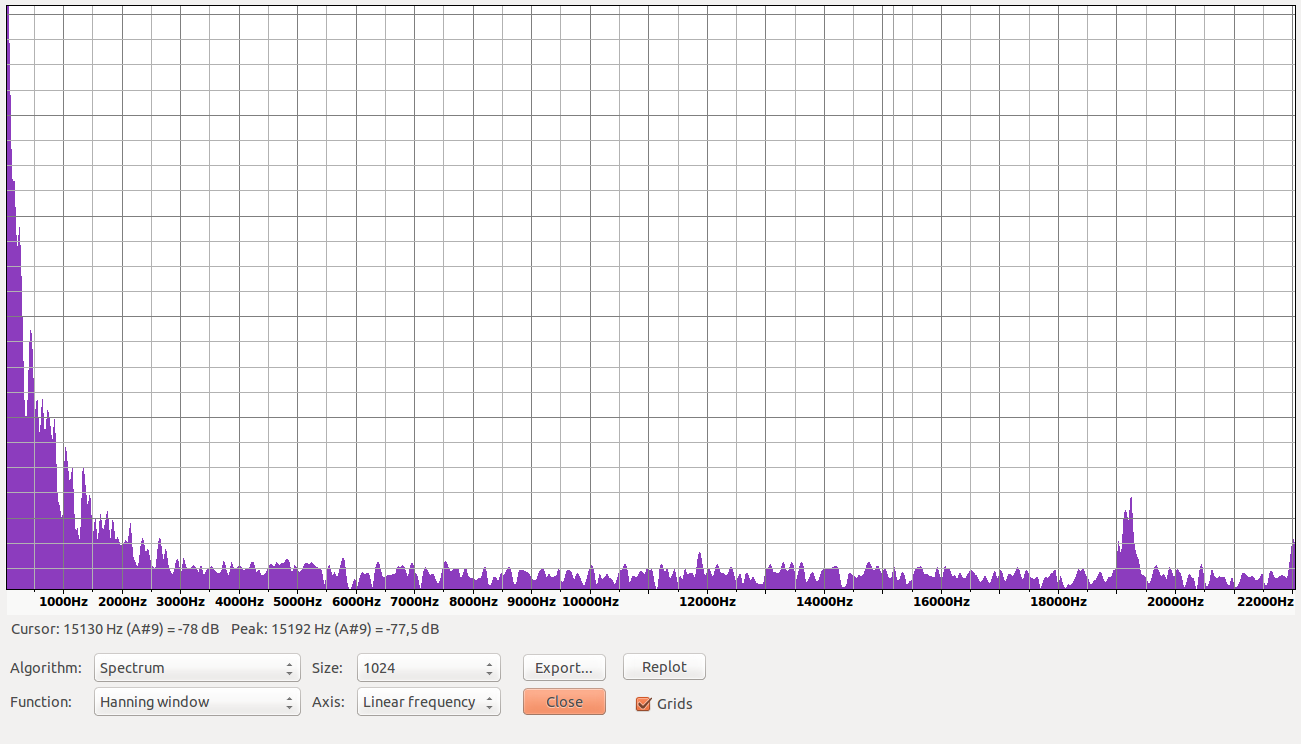 1000Hz 2000Hz 3000Hz 4000Hz 5000Hz 6000Hz 7000Hz 8000Hz 9000Hz 10000Hz 12000Hz 14000Hz 16000Hz 18000Hz 20000Hz 22000Hz
Cursor: 15130 Hz (A#9) = -78 dB Peak: 15192 Hz (A#9) = -77,5 dB
Algorithm: Spectrum Size: 1024 Export... Replot
Function: Hanning window Axis: Linear frequency Close Grids